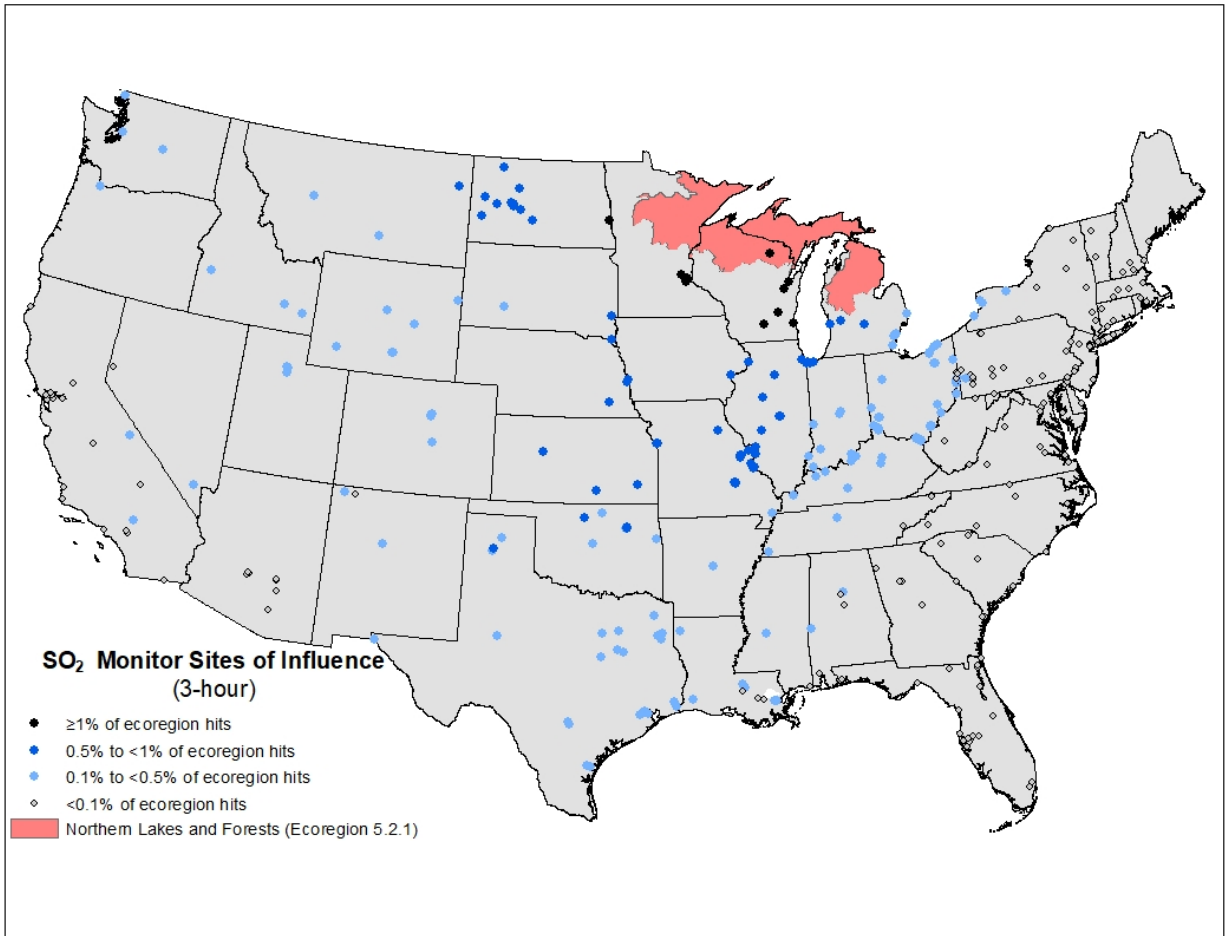 SO₂ Monitor Sites of Influence
(3-hour)
≥1% of ecoregion hits
0.5% to <1% of ecoregion hits
0.1% to <0.5% of ecoregion hits
<0.1% of ecoregion hits
Northern Lakes and Forests (Ecoregion 5.2.1)